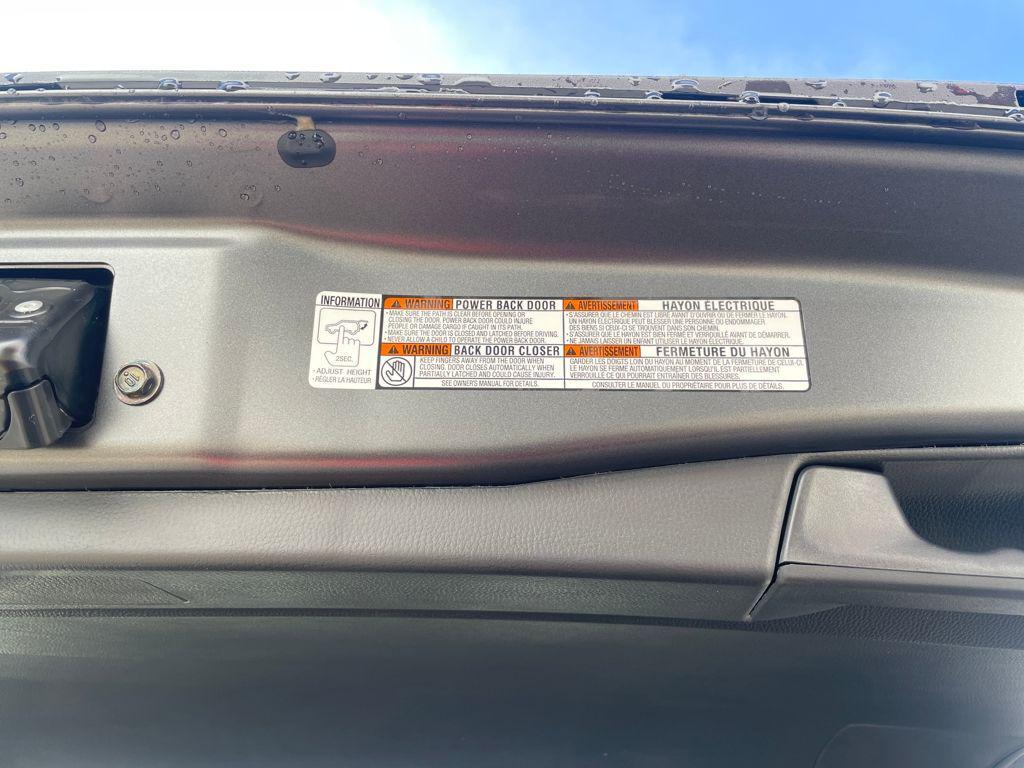 INFORMATION
2SEC.
• ADJUST HEIGHT
• RÉGLER LA HAUTEUR
WARNING POWER BACK DOOR
• MAKE SURE THE PATH IS CLEAR BEFORE OPENING OR
CLOSING THE DOOR. POWER BACK DOOR COULD INJURE
PEOPLE OR DAMAGE CARGO IF CAUGHT IN ITS PATH.
• MAKE SURE THE DOOR IS CLOSED AND LATCHED BEFORE DRIVING.
• NEVER ALLOW A CHILD TO OPERATE THE POWER BACK DOOR.
WARNING BACK DOOR CLOSER
KEEP FINGERS AWAY FROM THE DOOR WHEN
CLOSING. DOOR CLOSES AUTOMATICALLY WHEN
PARTIALLY LATCHED AND COULD CAUSE INJURY.
SEE OWNER'S MANUAL FOR DETAILS.
AVERTISSEMENT HAYON ÉLECTRIQUE
• S'ASSURER QUE LE CHEMIN EST LIBRE AVANT D'OUVRIR OU DE FERMER LE HAYON.
UN HAYON ÉLECTRIQUE PEUT BLESSER UNE PERSONNE OU ENDOMMAGER
DES BIENS SI CEUX-CI SE TROUVENT DANS SON CHEMIN.
• S'ASSURER QUE LE HAYON EST BIEN FERMÉ ET VERROUILLÉ AVANT DE DÉMARRER.
• NE JAMAIS LAISSER UN ENFANT UTILISER LE HAYON ÉLECTRIQUE.
AVERTISSEMENT FERMETURE DU HAYON
GARDER LES DOIGTS LOIN DU HAYON AU MOMENT DE LA FERMETURE DE CELUI-CI.
LE HAYON SE FERME AUTOMATIQUEMENT LORSQU'IL EST PARTIELLEMENT
VERROUILLÉ CE QUI POURRAIT ENTRAÎNER DES BLESSURES.
CONSULTER LE MANUEL DU PROPRIÉTAIRE POUR PLUS DE DÉTAILS.